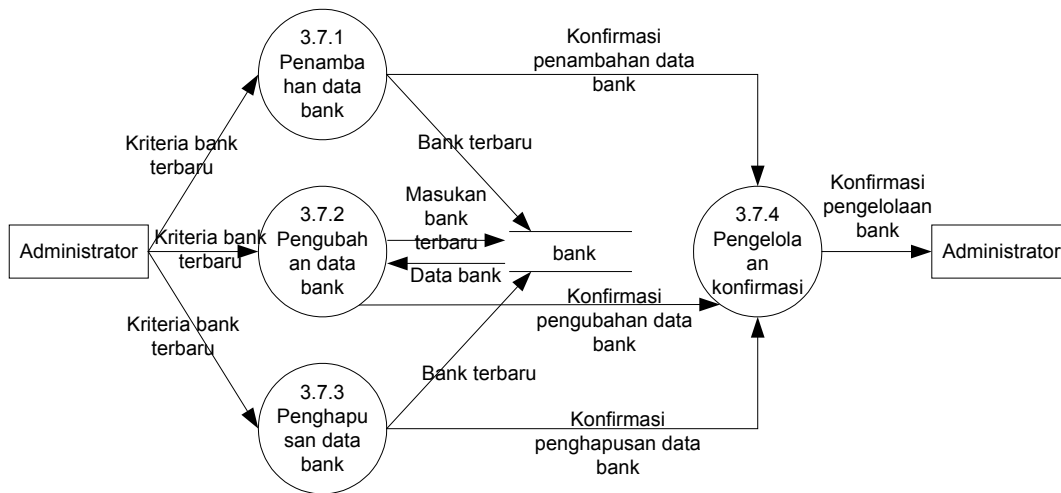 3.7.1
Penamba
han data
bank
Konfirmasi
penambahan data
bank
Kriteria bank
terbaru
Bank terbaru
Administrator
Kriteria bank
terbaru
3.7.2
Pengubah
an data
bank
Masukan
bank
terbaru
Data bank
bank
3.7.4
Pengelola
an
konfirmasi
Konfirmasi
pengelolaan
bank
Administrator
Kriteria bank
terbaru
Konfirmasi
pengubahan data
bank
3.7.3
Penghapu
san data
bank
Bank terbaru
Konfirmasi
penghapusan data
bank